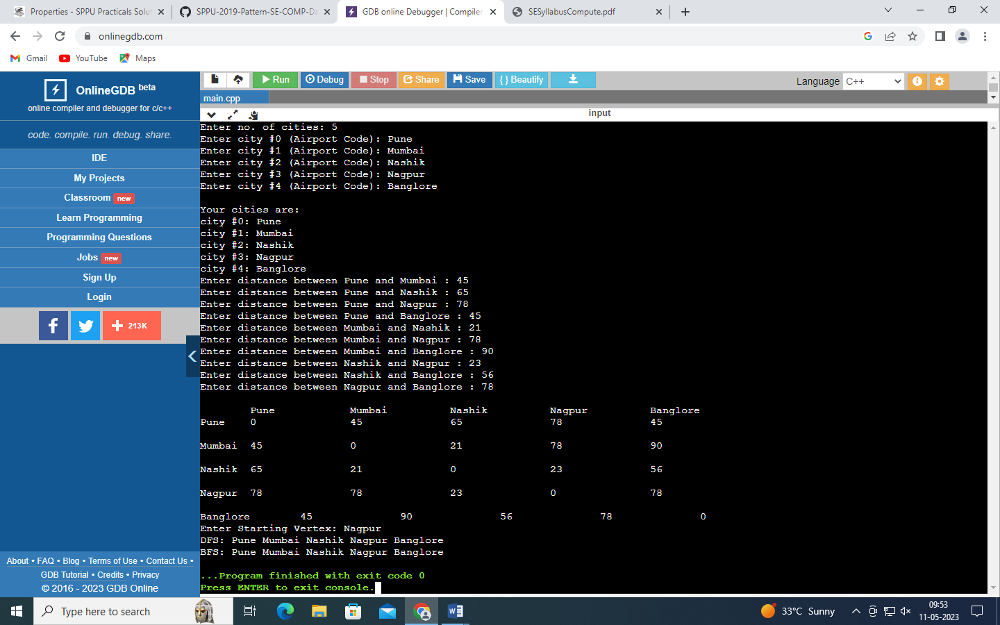 Properties - SPPU Practicals Solut
SPPU-2019-Pattern-SE-COMP-Da
GDB online Debugger | Compiler
SESyllabusCompute.pdf
onlinegdb.com
Gmail YouTube Maps
OnlineGDB beta
online compiler and debugger for c/c++
code. compile. run. debug. share.
IDE
My Projects
Classroom new
Learn Programming
Programming Questions
Jobs new
Sign Up
Login
213K
About • FAQ • Blog • Terms of Use • Contact Us •
GDB Tutorial • Credits • Privacy
© 2016 - 2023 GDB Online
Run Debug Stop Share Save { } Beautify
Language C++
main.cpp
input
Enter no. of cities: 5
Enter city #0 (Airport Code): Pune
Enter city #1 (Airport Code): Mumbai
Enter city #2 (Airport Code): Nashik
Enter city #3 (Airport Code): Nagpur
Enter city #4 (Airport Code): Banglore
Your cities are:
city #0: Pune
city #1: Mumbai
city #2: Nashik
city #3: Nagpur
city #4: Banglore
Enter distance between Pune and Mumbai : 45
Enter distance between Pune and Nashik : 65
Enter distance between Pune and Nagpur : 78
Enter distance between Pune and Banglore : 45
Enter distance between Mumbai and Nashik : 21
Enter distance between Mumbai and Nagpur : 78
Enter distance between Mumbai and Banglore : 90
Enter distance between Nashik and Nagpur : 23
Enter distance between Nashik and Banglore : 56
Enter distance between Nagpur and Banglore : 78
Pune Mumbai Nashik Nagpur Banglore
Pune 0 45 65 78 45
Mumbai 45 0 21 78 90
Nashik 65 21 0 23 56
Nagpur 78 78 23 0 78
Banglore 45 90 56 78 0
Enter Starting Vertex: Nagpur
DFS: Pune Mumbai Nashik Nagpur Banglore
BFS: Pune Mumbai Nashik Nagpur Banglore
...Program finished with exit code 0
Press ENTER to exit console.
Type here to search
33°C Sunny
09:53
11-05-2023